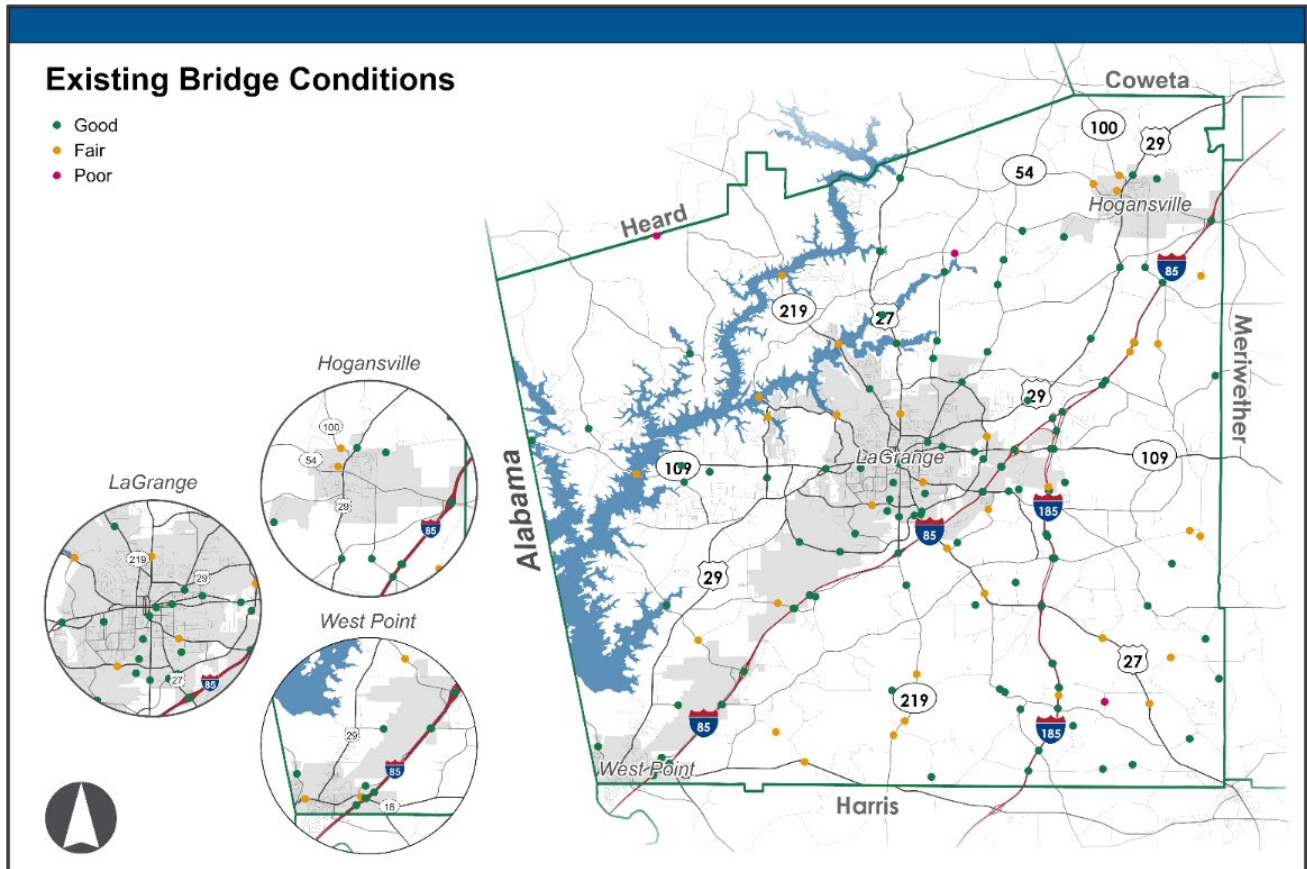 Existing Bridge Conditions
Good
Fair
Poor
Coweta
100
29
54
Hogansville
Heard
85
219
27
Meriwether
Hogansville
100
54
29
85
29
LaGrange
109
109
Alabama
LaGrange
219
29
27
85
185
85
29
West Point
29
85
18
27
219
85
185
West Point
Harris